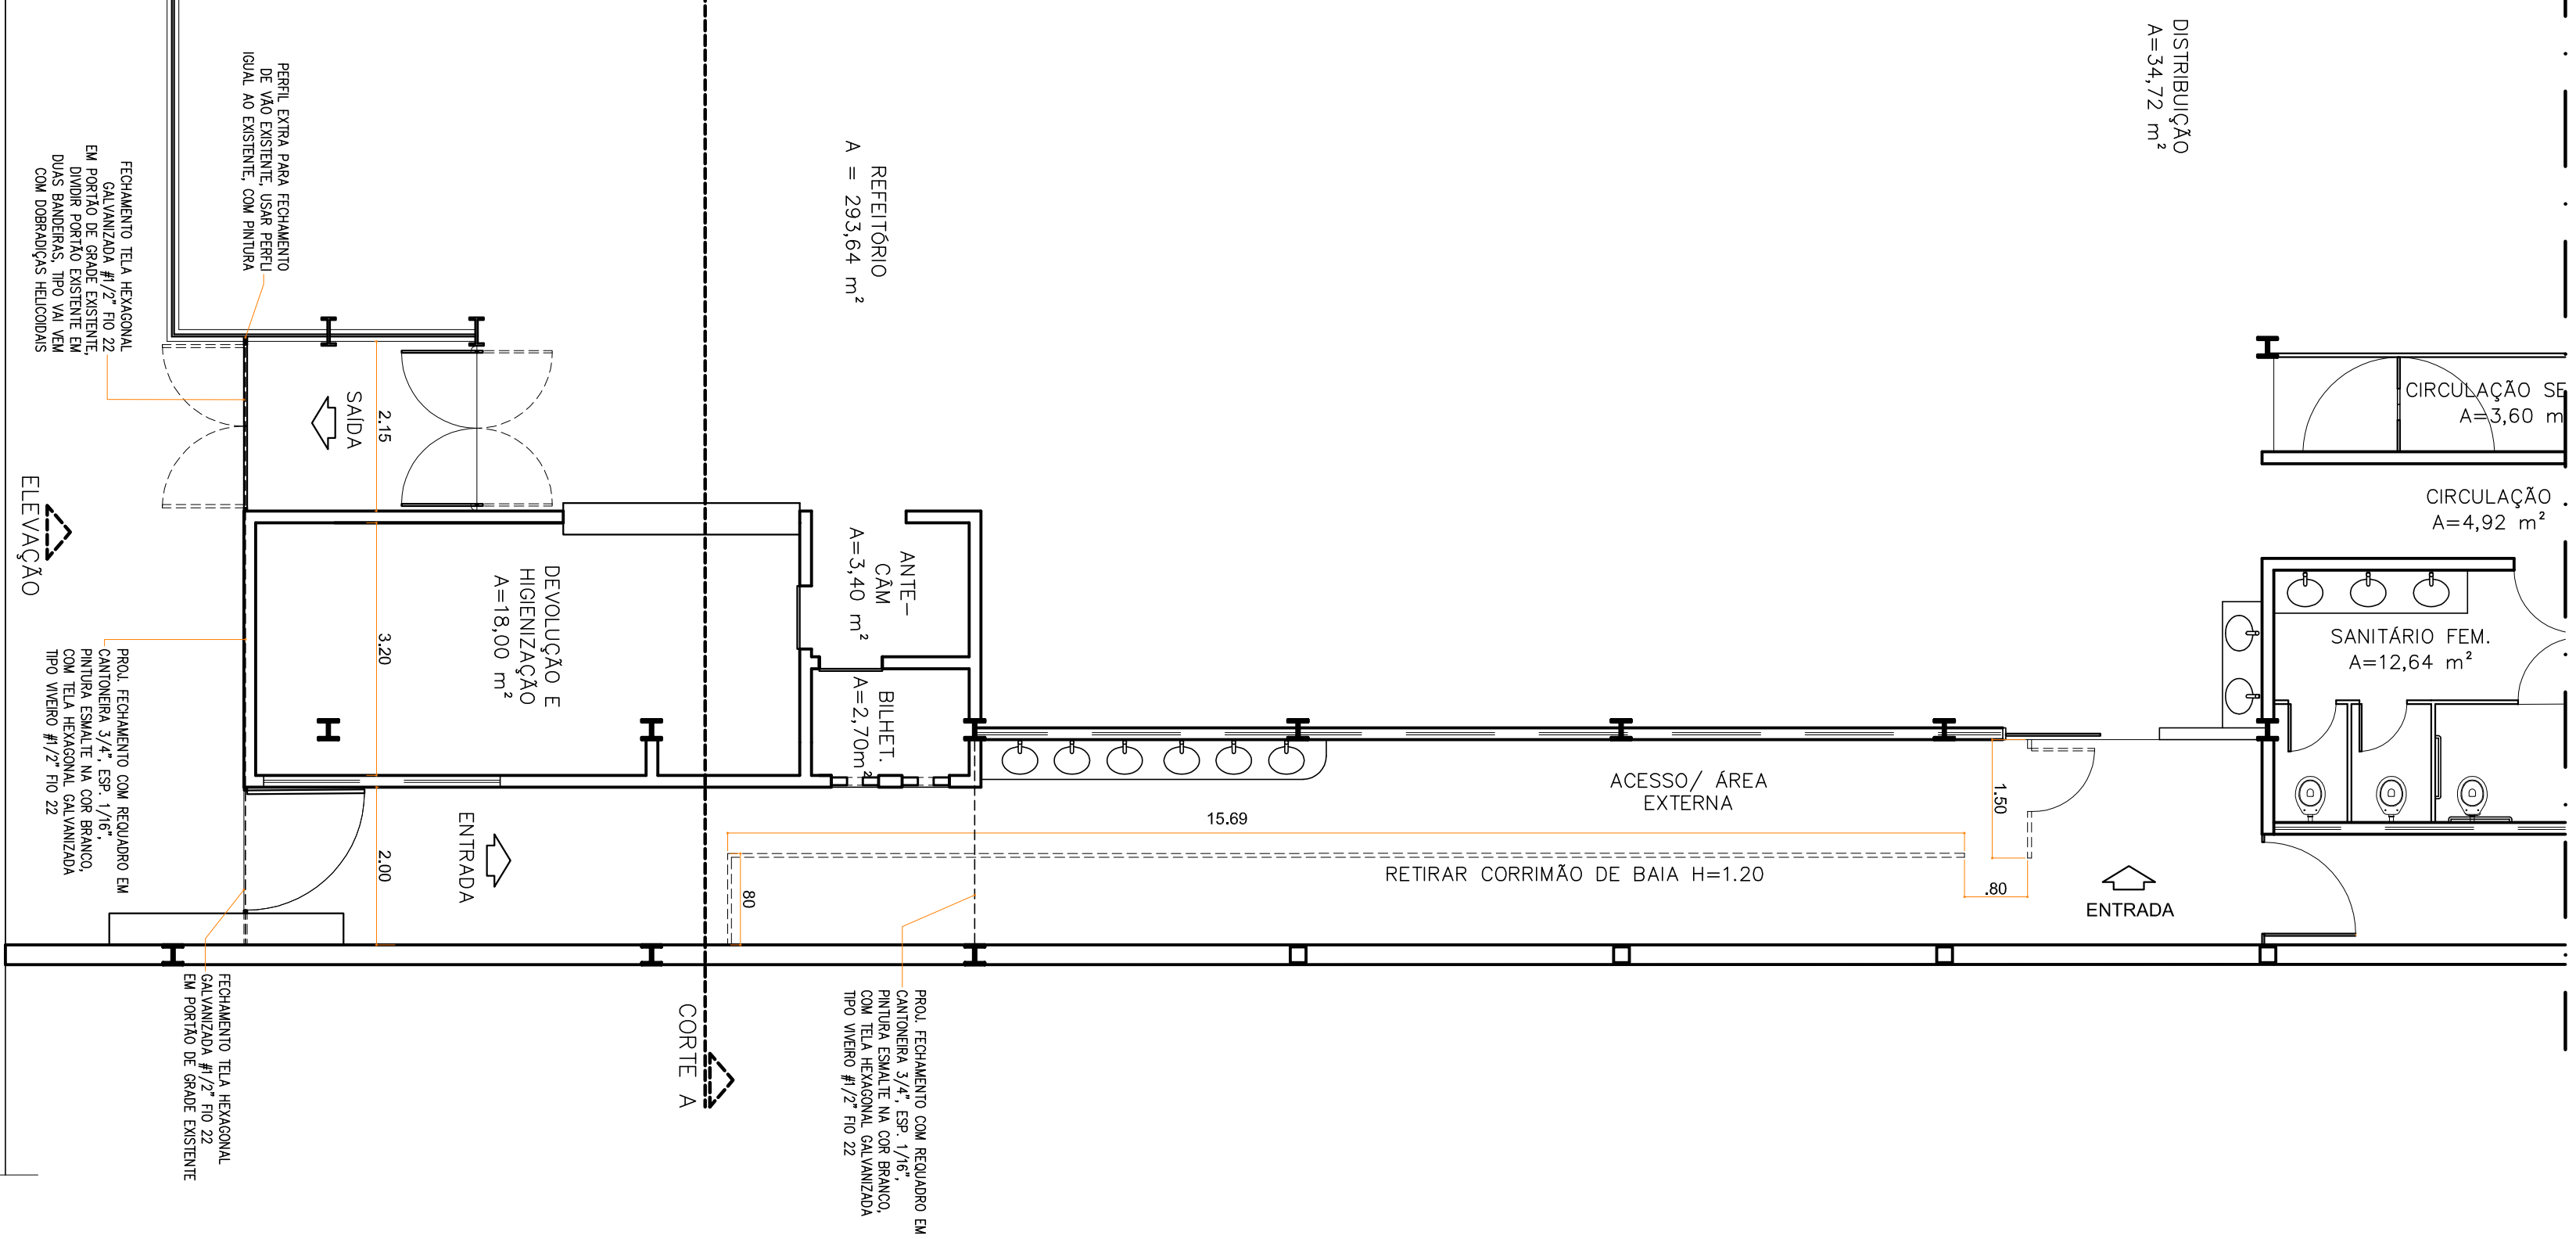 DISTRIBUIÇÃO
A=34,72 m²
REFEITÓRIO
A = 293,64 m²
PERFIL EXTRA PARA FECHAMENTO
DE VÃO EXISTENTE, USAR PERFLI
IGUAL AO EXISTENTE, COM PINTURA
FECHAMENTO TELA HEXAGONAL
GALVANIZADA #1/2" FIO 22
EM PORTÃO DE GRADE EXISTENTE,
DIVIDIR PORTÃO EXISTENTE EM
DUAS BANDEIRAS, TIPO VAI VEM
COM DOBRADIÇAS HELICOIDAIS
SAÍDA
2.15
ELEVAÇÃO
CIRCULAÇÃO SE
A=3,60 m
CIRCULAÇÃO
A=4,92 m²
ANTE-
CÂM
A=3,40 m²
DEVOLUÇÃO E
HIGIENIZAÇÃO
A=18,00 m²
3.20
BILHET.
A=2,70m²
SANITÁRIO FEM.
A=12,64 m²
PROJ. FECHAMENTO COM REQUADRO EM
CANTONEIRA 3/4", ESP. 1/16",
PINTURA ESMALTE NA COR BRANCO,
COM TELA HEXAGONAL GALVANIZADA
TIPO VIVEIRO #1/2" FIO 22
ACESSO/ ÁREA
EXTERNA
1.50
15.69
ENTRADA
2.00
80
RETIRAR CORRIMÃO DE BAIA H=1.20
.80
ENTRADA
FECHAMENTO TELA HEXAGONAL
GALVANIZADA #1/2" FIO 22
EM PORTÃO DE GRADE EXISTENTE
CORTE A
PROJ. FECHAMENTO COM REQUADRO EM
CANTONEIRA 3/4", ESP. 1/16",
PINTURA ESMALTE NA COR BRANCO,
COM TELA HEXAGONAL GALVANIZADA
TIPO VIVEIRO #1/2" FIO 22